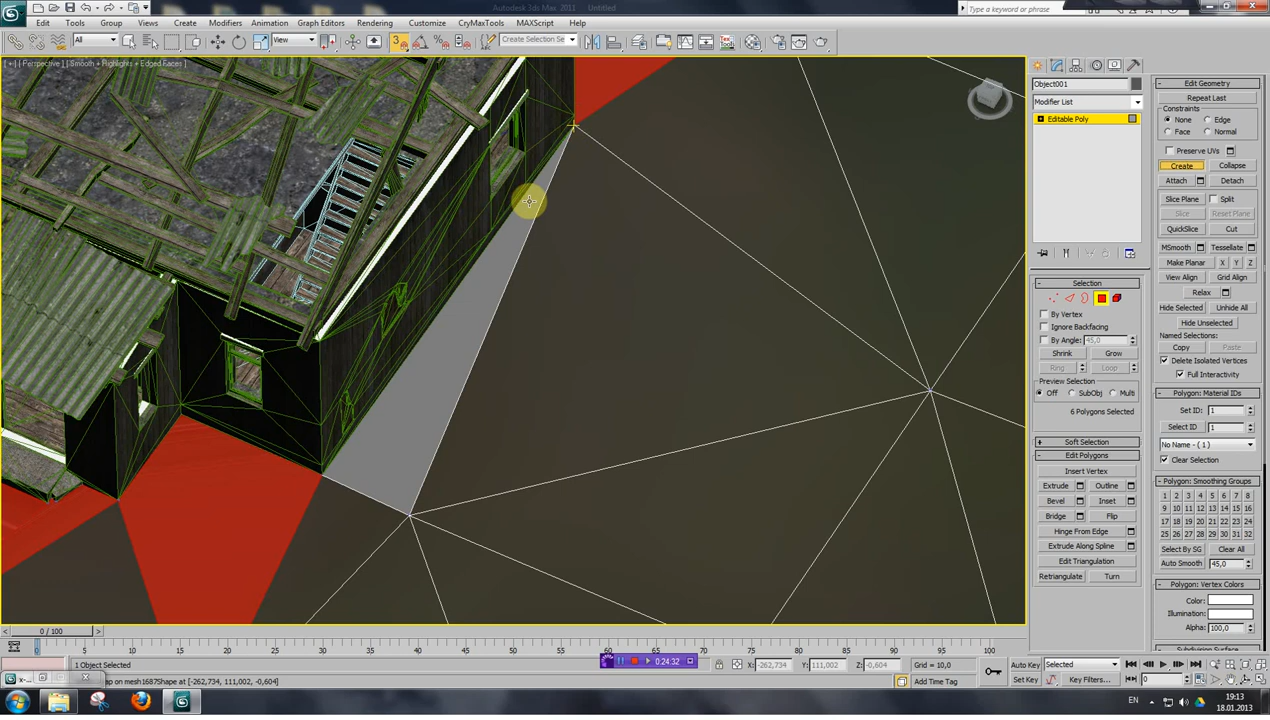 Autodesk 3ds Max 2011 Untitled
Type a keyword or phrase
Edit Tools Group Views Create Modifiers Animation Graph Editors Rendering Customize CryMaxTools MAXScript Help
All
View
3
Create Selection Se
[ + ] [ Perspective ] [ Smooth + Highlights + Edged Faces ]
Object001
Modifier List
Editable Poly
Selection
By Vertex
Ignore Backfacing
By Angle: 45,0
Shrink Grow
Ring Loop
Preview Selection
Off SubObj Multi
6 Polygons Selected
Soft Selection
Edit Polygons
Insert Vertex
Extrude Outline
Bevel Inset
Bridge Flip
Hinge From Edge
Extrude Along Spline
Edit Triangulation
Retriangulate Turn
Edit Geometry
Repeat Last
Constraints
None Edge
Face Normal
Preserve UVs
Create Collapse
Attach Detach
Slice Plane Split
Slice Reset Plane
QuickSlice Cut
MSmooth Tessellate
Make Planar X Y Z
View Align Grid Align
Relax
Hide Selected Unhide All
Hide Unselected
Named Selections:
Copy Paste
Delete Isolated Vertices
Full Interactivity
Polygon: Material IDs
Set ID: 1
Select ID 1
No Name - ( 1 )
Clear Selection
Polygon: Smoothing Groups
1 2 3 4 5 6 7 8
9 10 11 12 13 14 15 16
17 18 19 20 21 22 23 24
25 26 27 28 29 30 31 32
Select By SG Clear All
Auto Smooth 45,0
Polygon: Vertex Colors
Color:
Illumination:
Alpha: 100,0
Subdivision Surface
0 / 100
0 5 10 15 20 25 30 35 40 45 50 55 60 65 70 75 80 85 90 95 100
1 Object Selected
0:24:32
X: -262,734 Y: 111,002 Z: -0,604
Grid = 10,0
Auto Key Selected
ap on mesh1687Shape at [-262,734, 111,002, -0,604]
Add Time Tag
Set Key Key Filters... 0
EN
19:13
18.01.2013